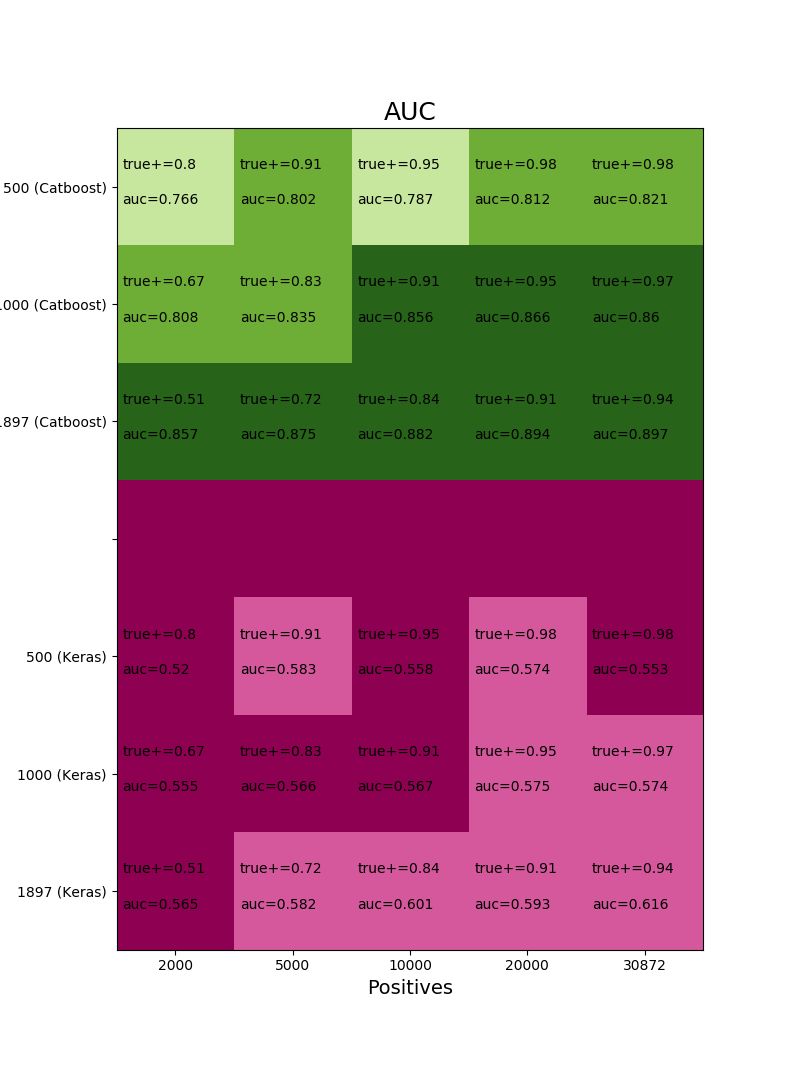 AUC
500 (Catboost)
true+=0.8 true+=0.91 true+=0.95 true+=0.98 true+=0.98
auc=0.766 auc=0.802 auc=0.787 auc=0.812 auc=0.821
000 (Catboost)
true+=0.67 true+=0.83 true+=0.91 true+=0.95 true+=0.97
auc=0.808 auc=0.835 auc=0.856 auc=0.866 auc=0.86
897 (Catboost)
true+=0.51 true+=0.72 true+=0.84 true+=0.91 true+=0.94
auc=0.857 auc=0.875 auc=0.882 auc=0.894 auc=0.897
500 (Keras)
true+=0.8 true+=0.91 true+=0.95 true+=0.98 true+=0.98
auc=0.52 auc=0.583 auc=0.558 auc=0.574 auc=0.553
1000 (Keras)
true+=0.67 true+=0.83 true+=0.91 true+=0.95 true+=0.97
auc=0.555 auc=0.566 auc=0.567 auc=0.575 auc=0.574
1897 (Keras)
true+=0.51 true+=0.72 true+=0.84 true+=0.91 true+=0.94
auc=0.565 auc=0.582 auc=0.601 auc=0.593 auc=0.616
2000 5000 10000 20000 30872
Positives